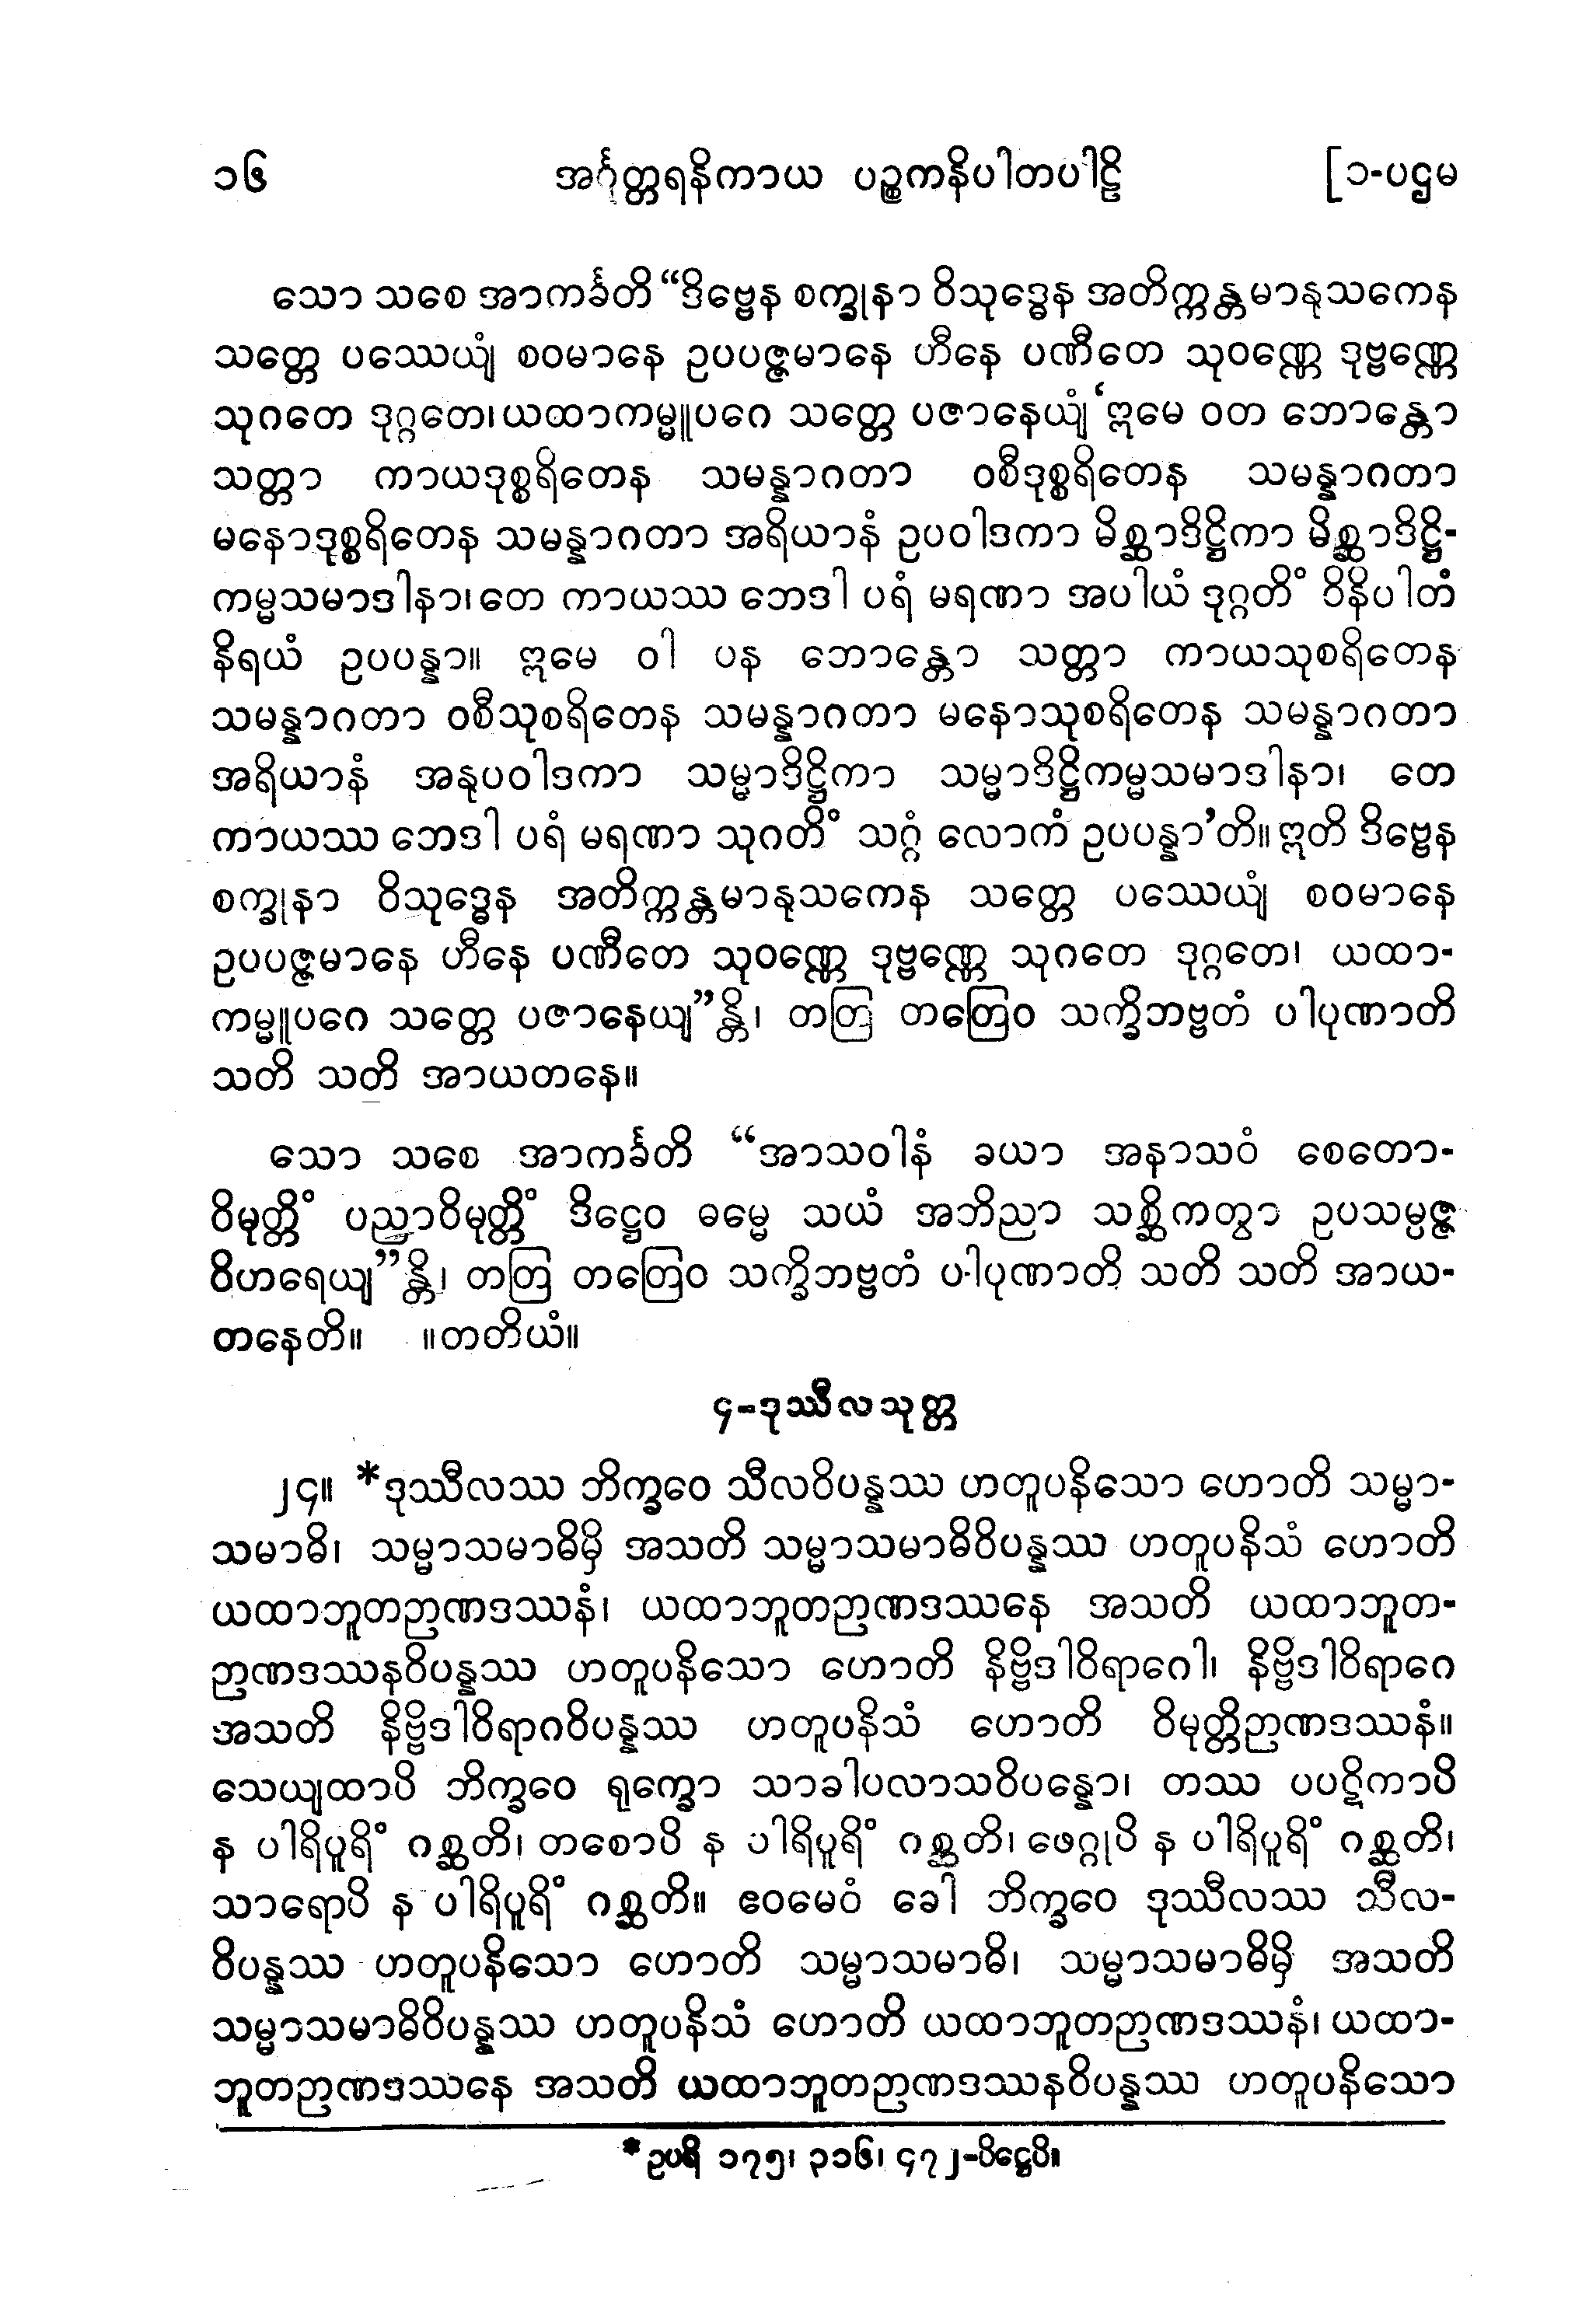 ၁၆ အင်္ဂုတ္တရနိကာယ ပဉ္စကနိပါတပါဠိ [၁-ပဌမ
သော သစေ အာကင်္ခတိ “ဒိဗ္ဗေန စက္ခုနာ ဝိသုဒ္ဓေန အတိက္ကန္တမာနုသကေန
သတ္တေ ပဿေယျံ စဝမာနေ ဥပပဇ္ဇမာနေ ဟီနေ ပဏီတေ သုဝဏ္ဏေ ဒုဗ္ဗဏ္ဏေ
သုဂတေ ဒုဂ္ဂတေ၊ ယထာကမ္မူပဂေ သတ္တေ ပဇာနေယျံ ‘ဣမေ ဝတ ဘောန္တော
သတ္တာ ကာယဒုစ္စရိတေန သမန္နာဂတာ ဝစီဒုစ္စရိတေန သမန္နာဂတာ
မနောဒုစ္စရိတေန သမန္နာဂတာ အရိယာနံ ဥပဝါဒကာ မိစ္ဆာဒိဋ္ဌိကာ မိစ္ဆာဒိဋ္ဌိ-
ကမ္မသမာဒါနာ၊ တေ ကာယဿ ဘေဒါ ပရံ မရဏာ အပါယံ ဒုဂ္ဂတိံ ဝိနိပါတံ
နိရယံ ဥပပန္နာ။ ဣမေ ဝါ ပန ဘောန္တော သတ္တာ ကာယသုစရိတေန
သမန္နာဂတာ ဝစီသုစရိတေန သမန္နာဂတာ မနောသုစရိတေန သမန္နာဂတာ
အရိယာနံ အနုပဝါဒကာ သမ္မာဒိဋ္ဌိကာ သမ္မာဒိဋ္ဌိကမ္မသမာဒါနာ၊ တေ
ကာယဿ ဘေဒါ ပရံ မရဏာ သုဂတိံ သဂ္ဂံ လောကံ ဥပပန္နာ’တိ။ ဣတိ ဒိဗ္ဗေန
စက္ခုနာ ဝိသုဒ္ဓေန အတိက္ကန္တမာနုသကေန သတ္တေ ပဿေယျံ စဝမာနေ
ဥပပဇ္ဇမာနေ ဟီနေ ပဏီတေ သုဝဏ္ဏေ ဒုဗ္ဗဏ္ဏေ သုဂတေ ဒုဂ္ဂတေ၊ ယထာ-
ကမ္မူပဂေ သတ္တေ ပဇာနေယျ”န္တိ၊ တတြ တတြေဝ သက္ခိဘဗ္ဗတံ ပါပုဏာတိ
သတိ သတိ အာယတနေ။
သော သစေ အာကင်္ခတိ “အာသဝါနံ ခယာ အနာသဝံ စေတော-
ဝိမုတ္တိံ ပညာဝိမုတ္တိံ ဒိဋ္ဌေဝ ဓမ္မေ သယံ အဘိညာ သစ္ဆိကတွာ ဥပသမ္ပဇ္ဇ
ဝိဟရေယျ”န္တိ၊ တတြ တတြေဝ သက္ခိဘဗ္ဗတံ ပါပုဏာတိ သတိ သတိ အာယ-
တနေတိ။ ။တတိယံ။
၄-ဒုဿီလသုတ္တ
၂၄။ *ဒုဿီလဿ ဘိက္ခဝေ သီလဝိပန္နဿ ဟတူပနိသော ဟောတိ သမ္မာ-
သမာဓိ၊ သမ္မာသမာဓိမှိ အသတိ သမ္မာသမာဓိဝိပန္နဿ ဟတူပနိသံ ဟောတိ
ယထာဘူတဉာဏဒဿနံ၊ ယထာဘူတဉာဏဒဿနေ အသတိ ယထာဘူတ-
ဉာဏဒဿနဝိပန္နဿ ဟတူပနိသော ဟောတိ နိဗ္ဗိဒါဝိရာဂေါ၊ နိဗ္ဗိဒါဝိရာဂေ
အသတိ နိဗ္ဗိဒါဝိရာဂဝိပန္နဿ ဟတူပနိသံ ဟောတိ ဝိမုတ္တိဉာဏဒဿနံ။
သေယျထာပိ ဘိက္ခဝေ ရုက္ခော သာခါပလာသဝိပန္နော၊ တဿ ပပဋိကာပိ
န ပါရိပူရိံ ဂစ္ဆတိ၊ တစောပိ န ပါရိပူရိံ ဂစ္ဆတိ၊ ဖေဂ္ဂုပိ န ပါရိပူရိံ ဂစ္ဆတိ၊
သာရောပိ န ပါရိပူရိံ ဂစ္ဆတိ။ ဧဝမေဝံ ခေါ ဘိက္ခဝေ ဒုဿီလဿ သီလ-
ဝိပန္နဿ ဟတူပနိသော ဟောတိ သမ္မာသမာဓိ၊ သမ္မာသမာဓိမှိ အသတိ
သမ္မာသမာဓိဝိပန္နဿ ဟတူပနိသံ ဟောတိ ယထာဘူတဉာဏဒဿနံ၊ ယထာ-
ဘူတဉာဏဒဿနေ အသတိ ယထာဘူတဉာဏဒဿနဝိပန္နဿ ဟတူပနိသော
*ဥပရိ ၁၇၅၊ ၃၁၆၊ ၄၇၂-ပိဋ္ဌေပိ။